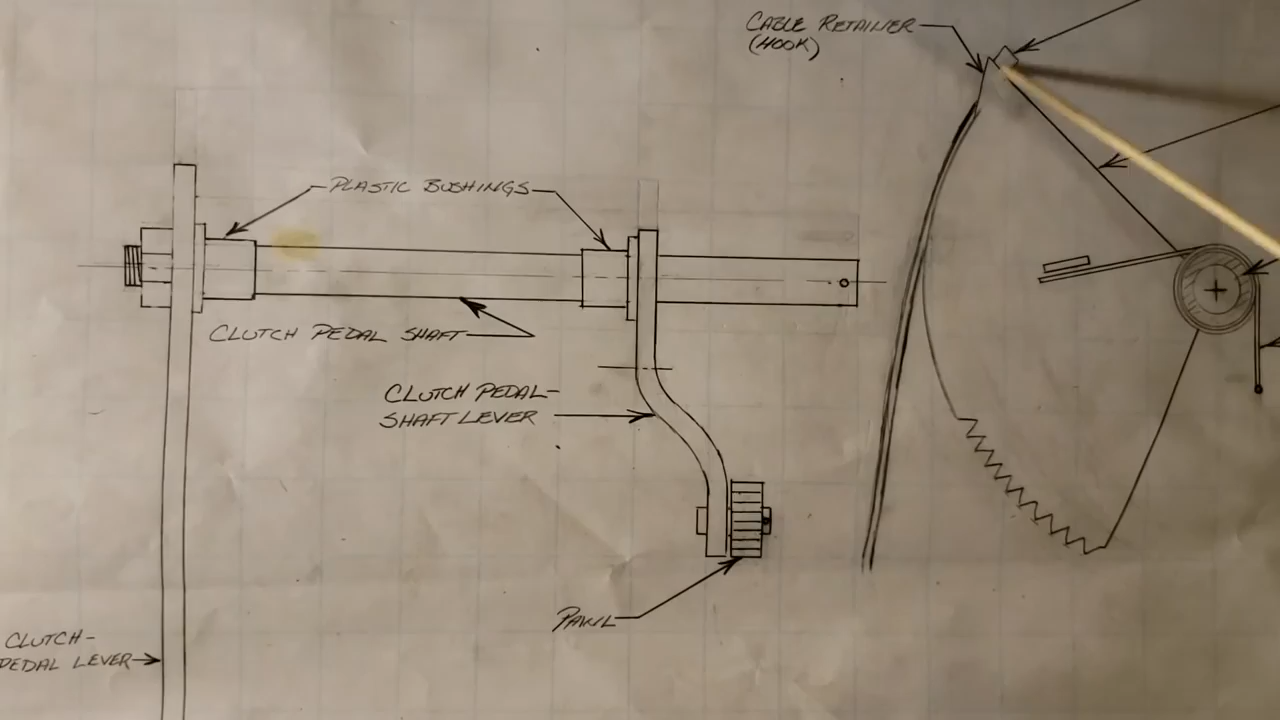 CABLE RETAINER
(HOOK)
PLASTIC BUSHINGS
CLUTCH PEDAL SHAFT
CLUTCH PEDAL-
SHAFT LEVER
PAWL
CLUTCH-
PEDAL LEVER